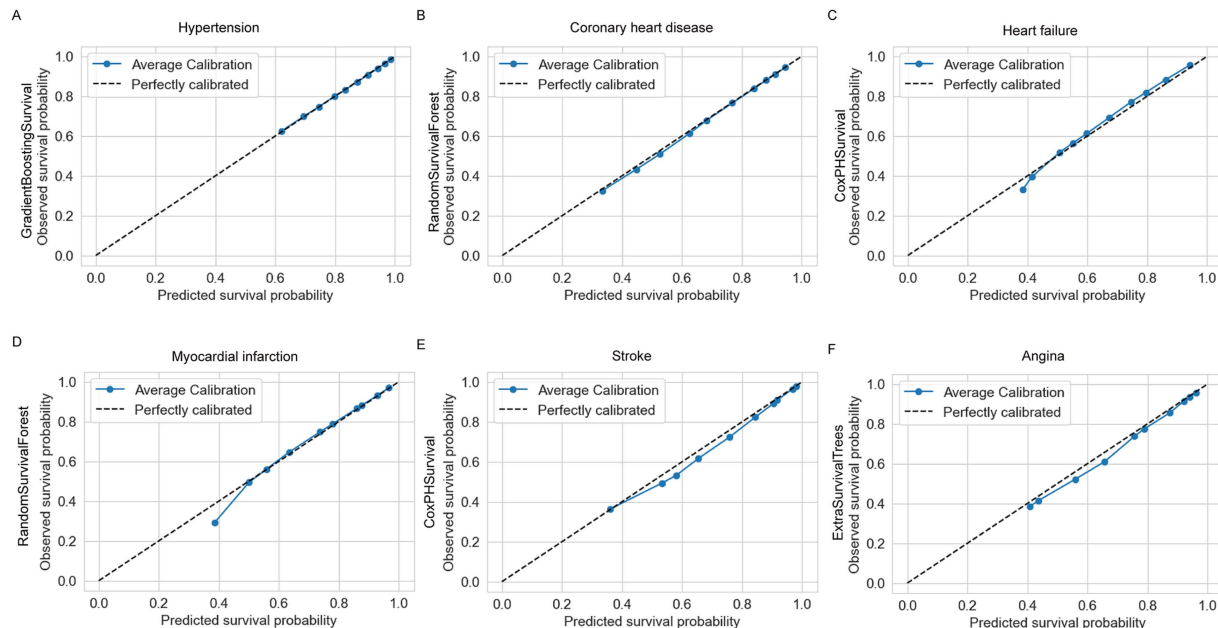 A
Hypertension
GradientBoostingSurvival
Observed survival probability
1.0
0.8
0.6
0.4
0.2
0.0
Average Calibration
Perfectly calibrated
0.0 0.2 0.4 0.6 0.8 1.0
Predicted survival probability
B
Coronary heart disease
RandomSurvivalForest
Observed survival probability
1.0
0.8
0.6
0.4
0.2
0.0
Average Calibration
Perfectly calibrated
0.0 0.2 0.4 0.6 0.8 1.0
Predicted survival probability
C
Heart failure
CoxPHSurvival
Observed survival probability
1.0
0.8
0.6
0.4
0.2
0.0
Average Calibration
Perfectly calibrated
0.0 0.2 0.4 0.6 0.8 1.0
Predicted survival probability
D
Myocardial infarction
RandomSurvivalForest
Observed survival probability
1.0
0.8
0.6
0.4
0.2
0.0
Average Calibration
Perfectly calibrated
0.0 0.2 0.4 0.6 0.8 1.0
Predicted survival probability
E
Stroke
CoxPHSurvival
Observed survival probability
1.0
0.8
0.6
0.4
0.2
0.0
Average Calibration
Perfectly calibrated
0.0 0.2 0.4 0.6 0.8 1.0
Predicted survival probability
F
Angina
ExtraSurvivalTrees
Observed survival probability
1.0
0.8
0.6
0.4
0.2
0.0
Average Calibration
Perfectly calibrated
0.0 0.2 0.4 0.6 0.8 1.0
Predicted survival probability